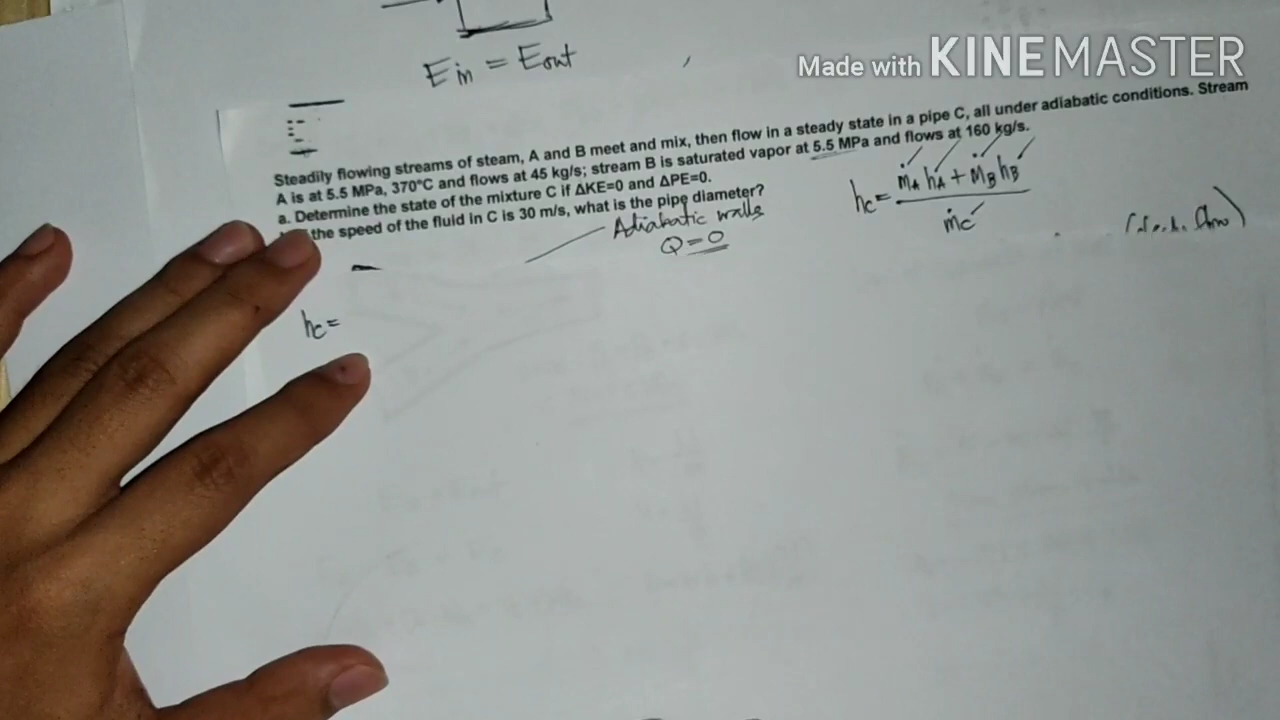 Made with KINEMASTER
Ein = Eout
Steadily flowing streams of steam, A and B meet and mix, then flow in a steady state in a pipe C, all under adiabatic conditions. Stream
A is at 5.5 MPa, 370°C and flows at 45 kg/s; stream B is saturated vapor at 5.5 MPa and flows at 160 kg/s.
a. Determine the state of the mixture C if ΔKE=0 and ΔPE=0.
the speed of the fluid in C is 30 m/s, what is the pipe diameter?
Adiabatic walls
Q=0
hc = ṁA hA + ṁB hB
ṁc
hc =